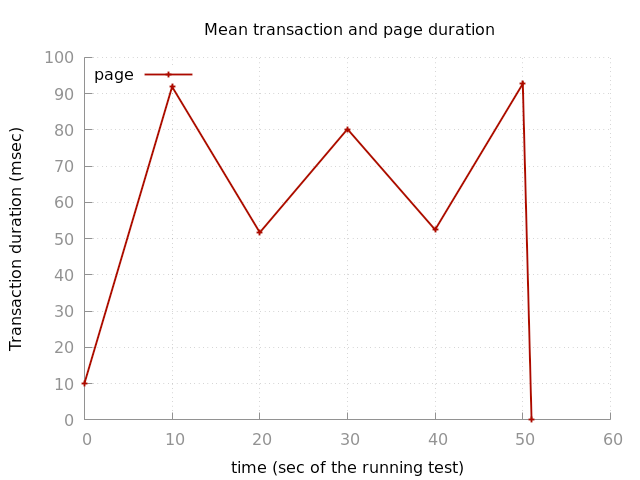 Mean transaction and page duration
page
Transaction duration (msec)
100
90
80
70
60
50
40
30
20
10
0
0 10 20 30 40 50 60
time (sec of the running test)